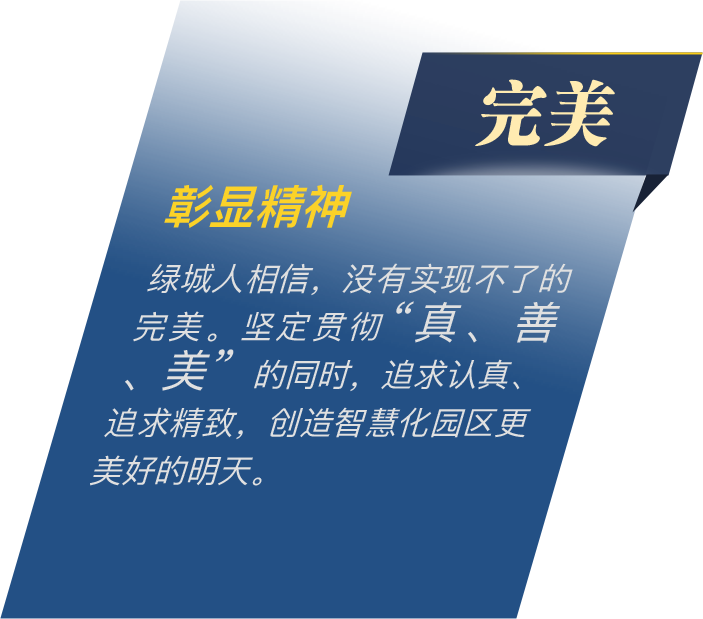 完美
彰显精神
绿城人相信，没有实现不了的
完美。坚定贯彻“真、善
、美”的同时，追求认真、
追求精致，创造智慧化园区更
美好的明天。